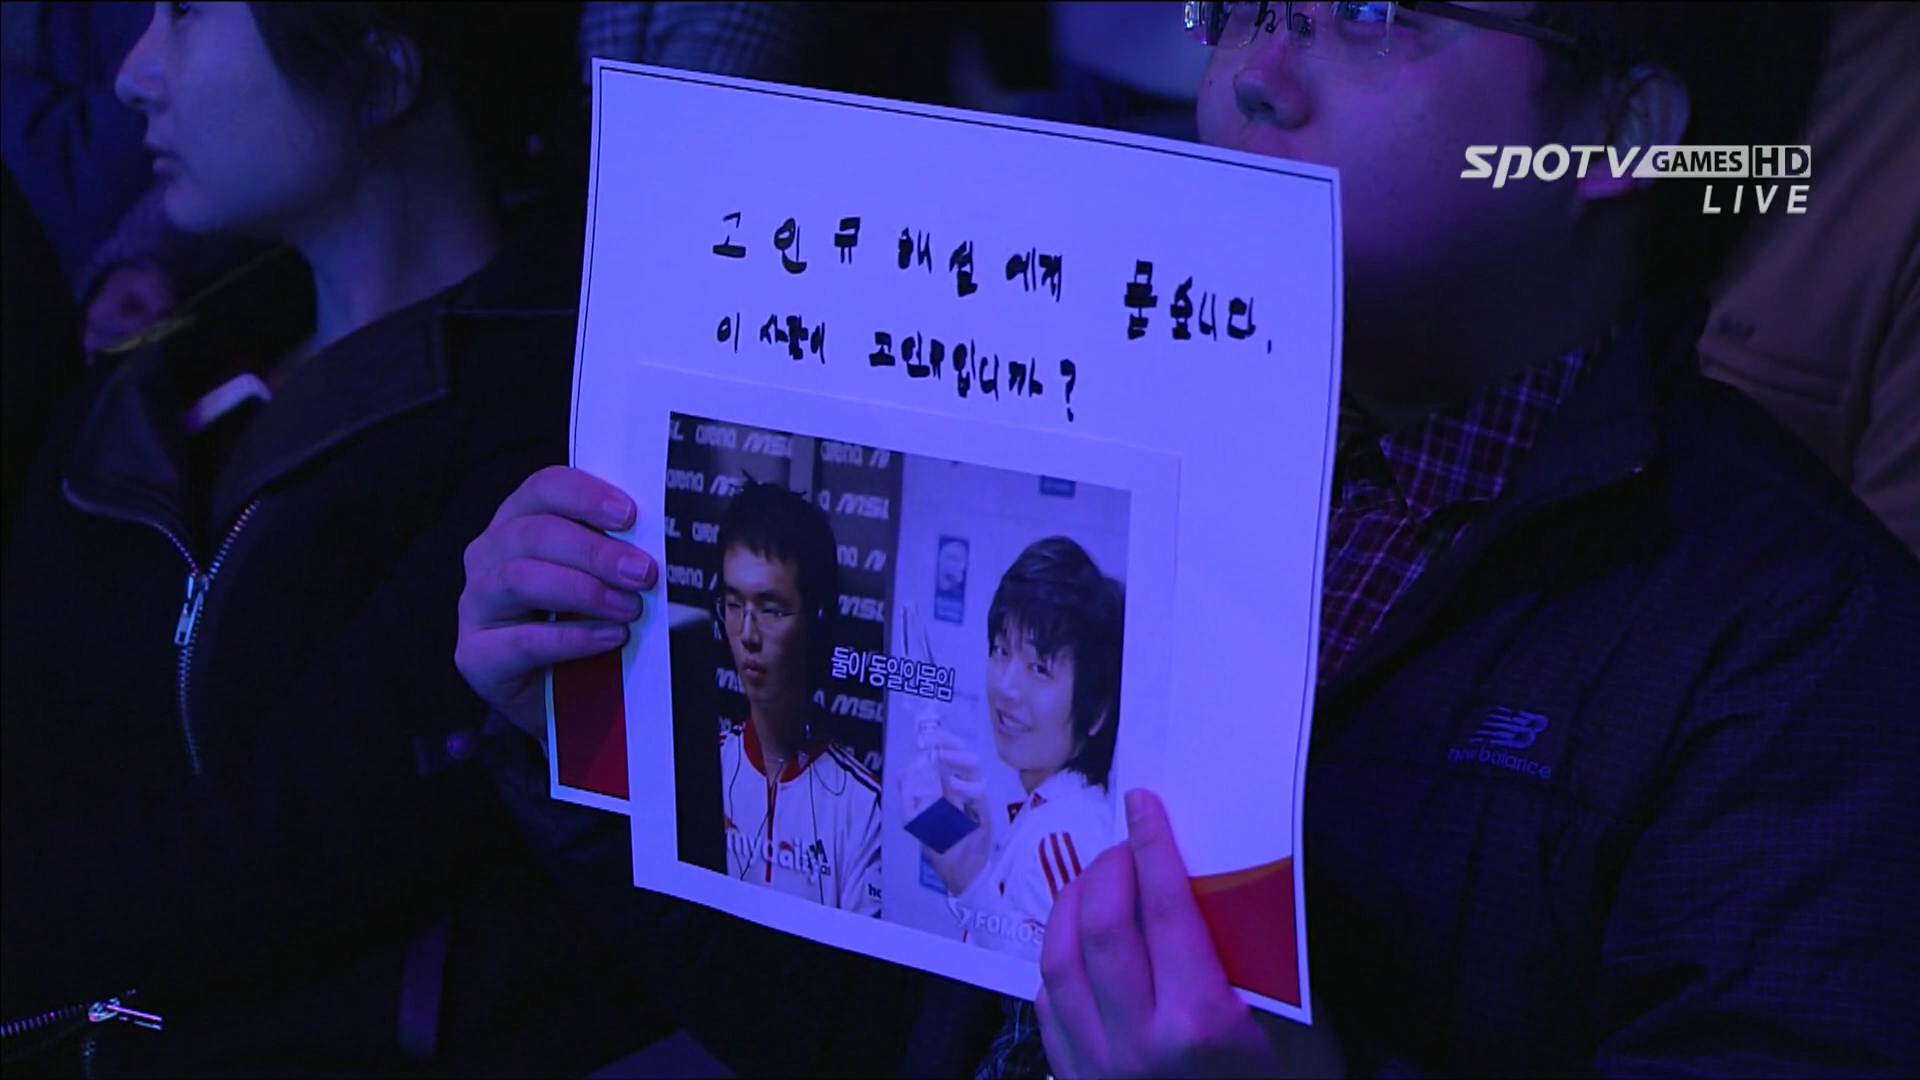 SPOTV GAMES HD
LIVE
고인규 해설에게 묻습니다.
이 사람이 고인규입니까?
arena MSL
둘이 동일인물임
mydaily
FOMOS
new balance